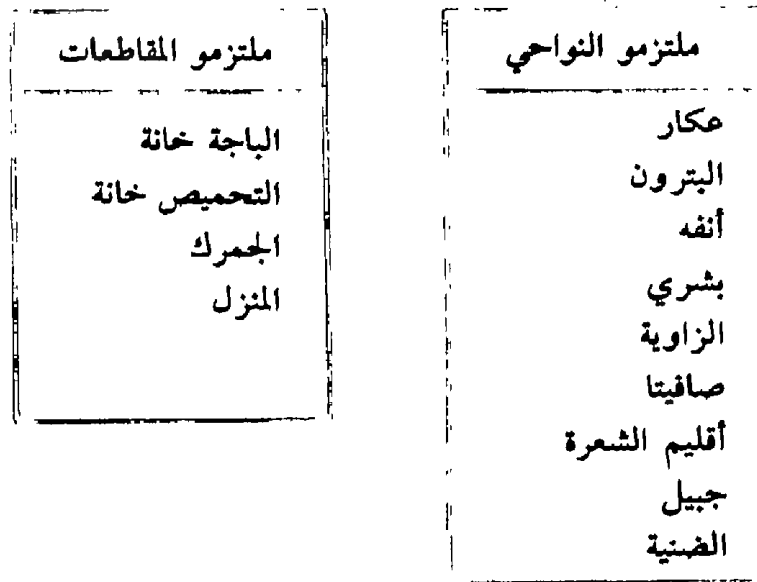 ملتزمو النواحي
عكار
البترون
أنفه
بشري
الزاوية
صافيتا
أقليم الشعرة
جبيل
الضنية
ملتزمو المقاطعات
الباجة خانة
التحميص خانة
الجمرك
المنزل